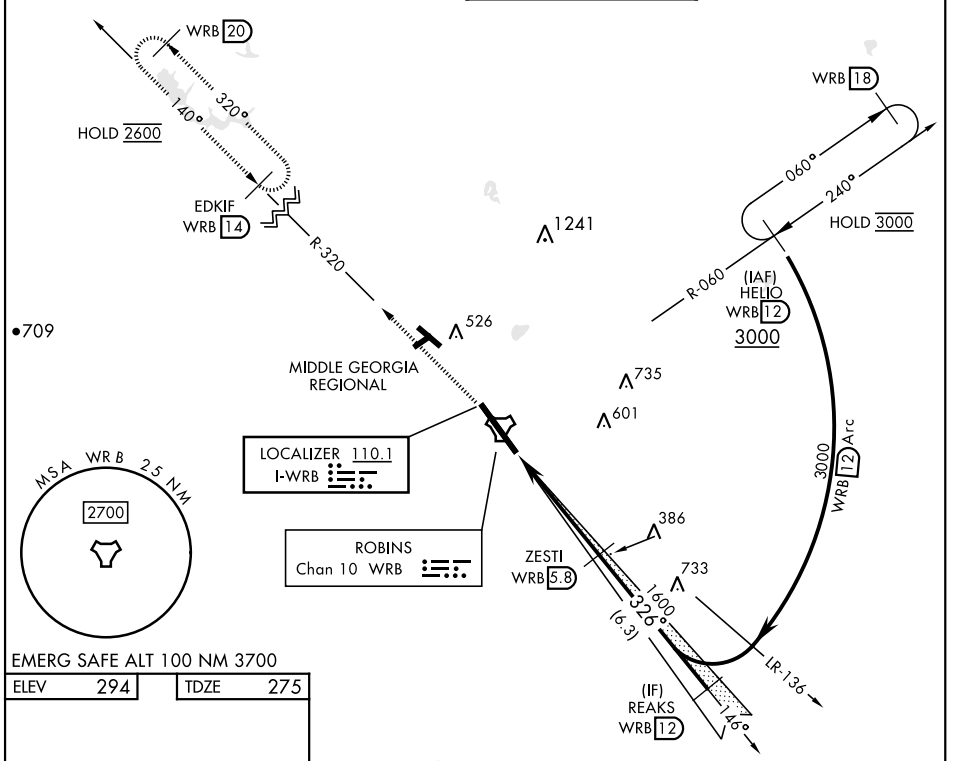 WRB 20
140°
320°
HOLD 2600
EDKIF
WRB 14
R-320
WRB 18
060°
240°
HOLD 3000
R-060
(IAF)
HELIO
WRB 12
3000
1241
709
526
MIDDLE GEORGIA
REGIONAL
735
601
3000
WRB 12 Arc
LOCALIZER 110.1
I-WRB
MSA WRB 25 NM
2700
ROBINS
Chan 10 WRB
386
ZESTI
WRB 5.8
733
1600
326°
(6.3)
LR-136
(IF)
REAKS
WRB 12
146°
EMERG SAFE ALT 100 NM 3700
ELEV 294
TDZE 275